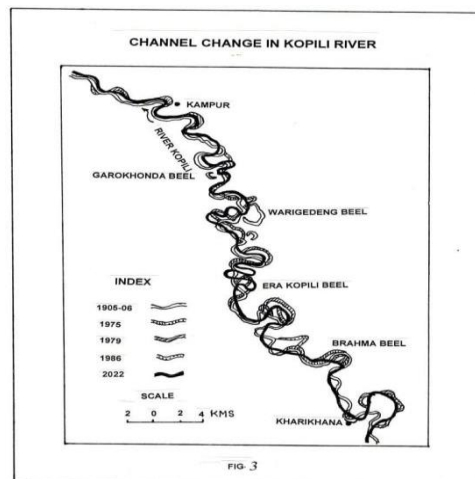 CHANNEL CHANGE IN KOPILI RIVER
KAMPUR
RIVER KOPILI
GAROKHONDA BEEL
WARIGEDENG BEEL
ERA KOPILI BEEL
BRAHMA BEEL
KHARIKHANA
INDEX
1905-06
1975
1979
1986
2022
SCALE
2 0 2 4 KMS
FIG- 3